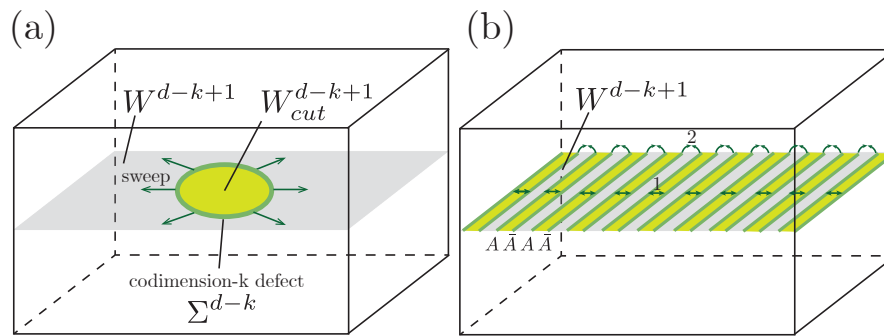 (a)
W^{d-k+1}
W_{cut}^{d-k+1}
sweep
codimension-k defect
Σ^{d-k}
(b)
W^{d-k+1}
2
1
A Ā A Ā